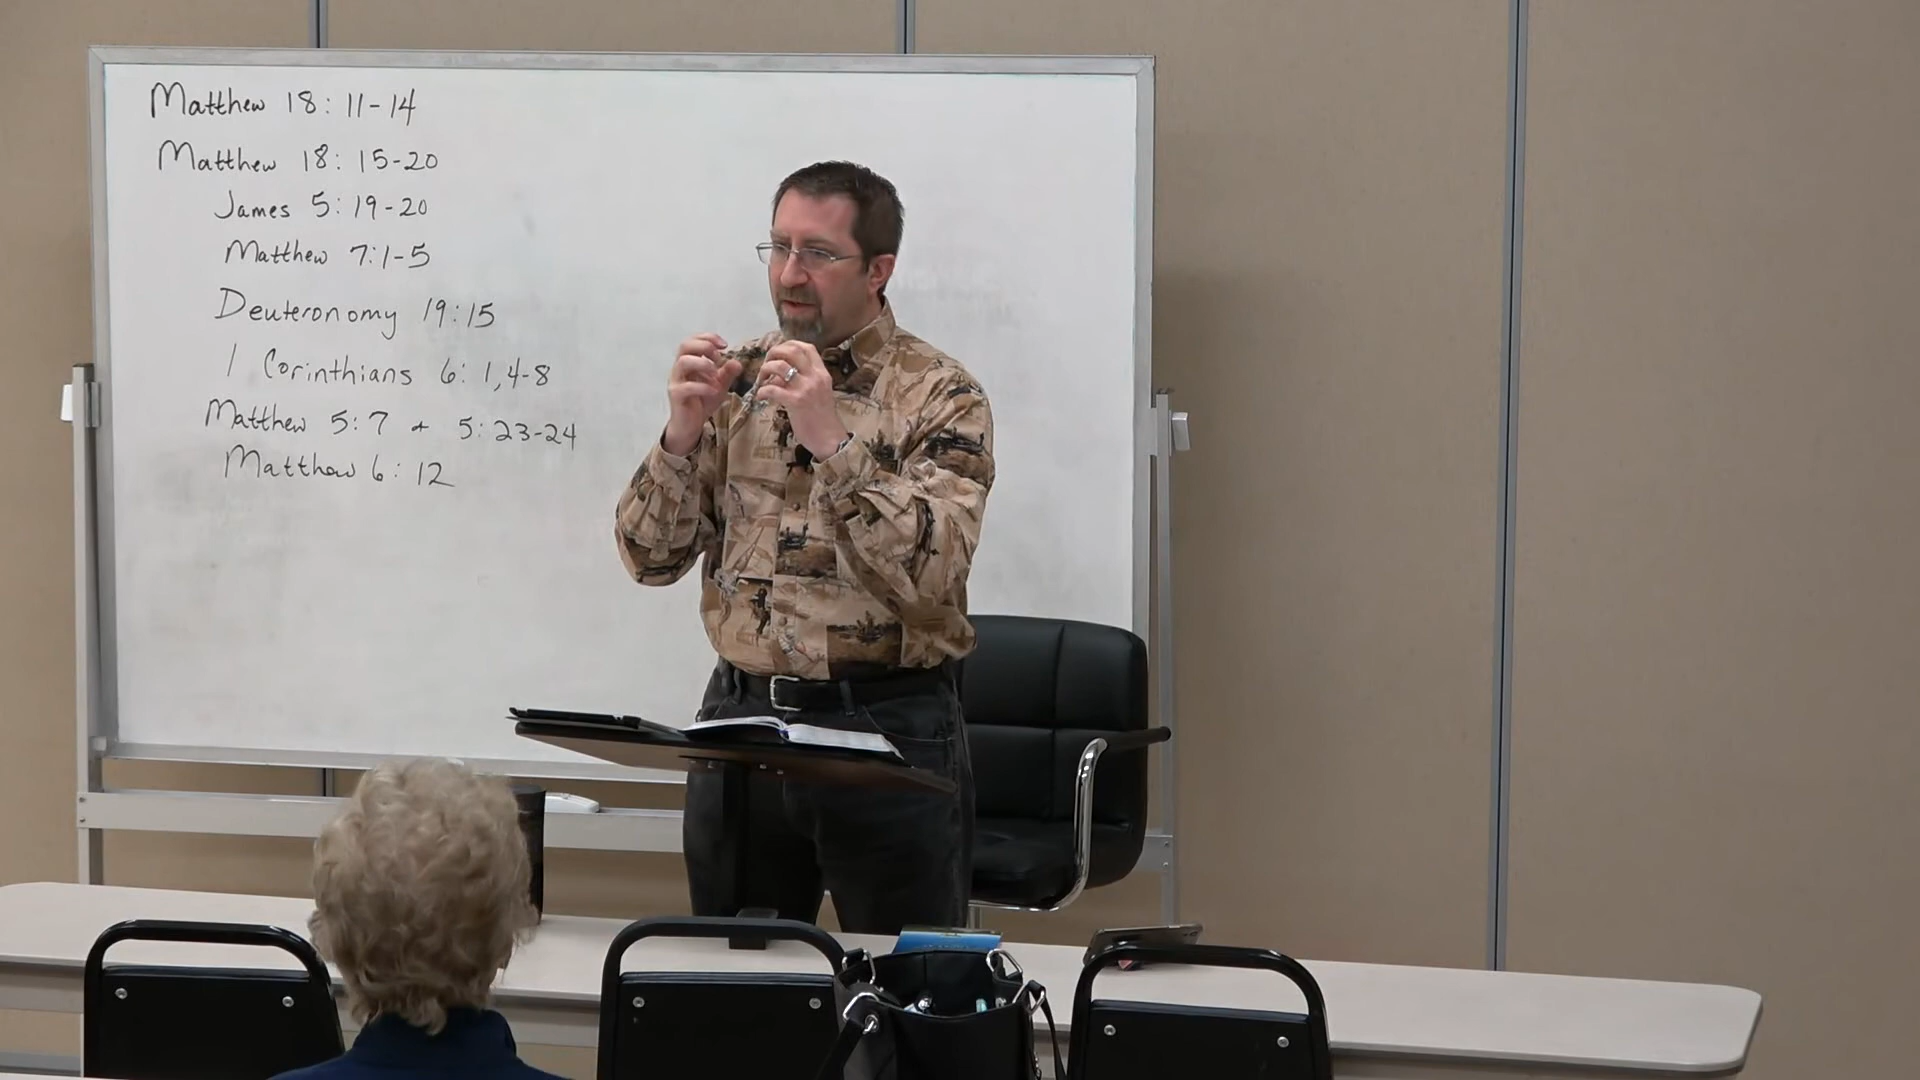 Matthew 18: 11-14
Matthew 18: 15-20
James 5: 19-20
Matthew 7:1-5
Deuteronomy 19:15
1 Corinthians 6: 1,4-8
Matthew 5:7 + 5: 23-24
Matthew 6: 12